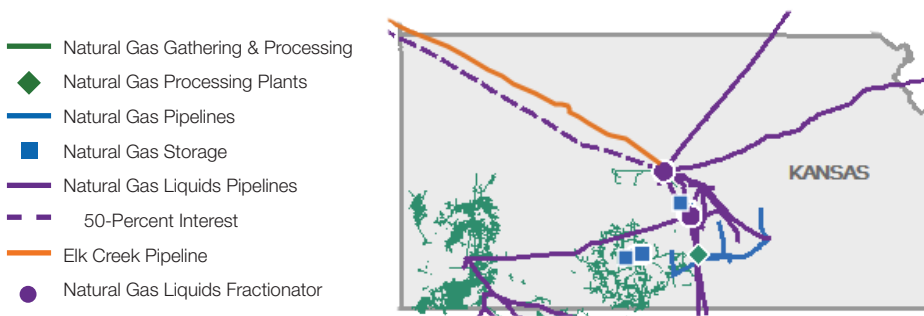 Natural Gas Gathering & Processing
Natural Gas Processing Plants
Natural Gas Pipelines
Natural Gas Storage
Natural Gas Liquids Pipelines
50-Percent Interest
Elk Creek Pipeline
Natural Gas Liquids Fractionator
KANSAS